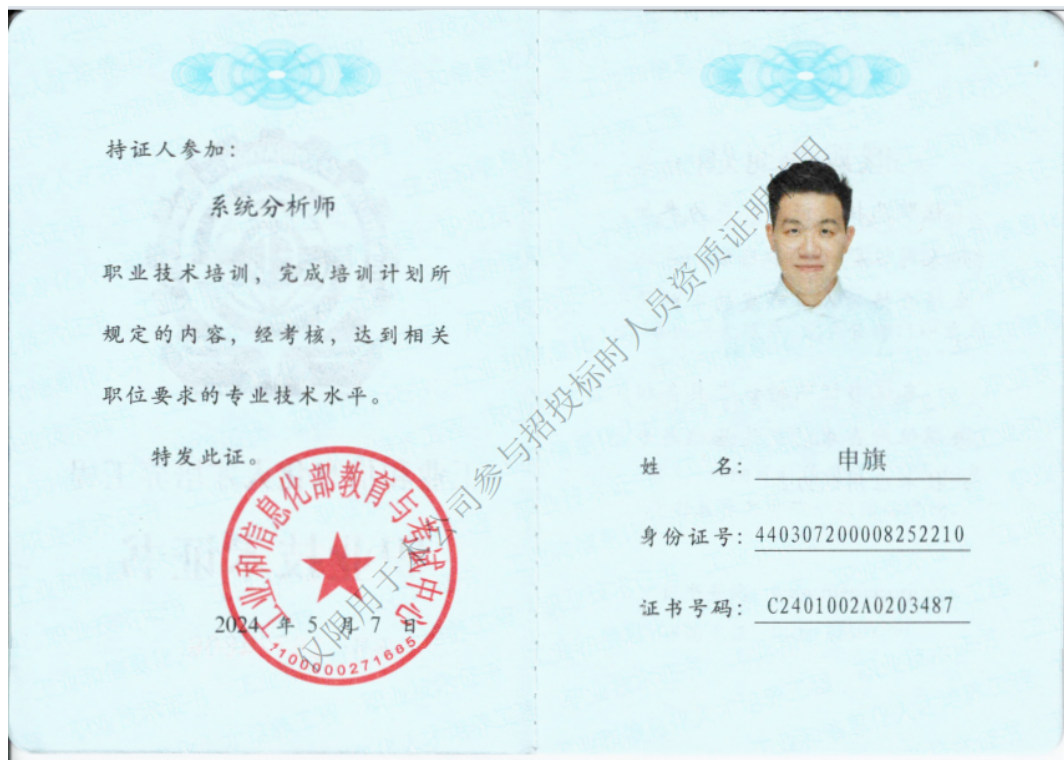 持证人参加:
系统分析师
职业技术培训，完成培训计划所
规定的内容，经考核，达到相关
职位要求的专业技术水平。
特发此证。
工业和信息化部教育与考试中心
2024 年 5 月 7 日
1100000271685
姓 名: 申旗
身份证号: 440307200008252210
证书号码: C2401002A0203487
仅限用于 司参与招投标时人员资质证明 用